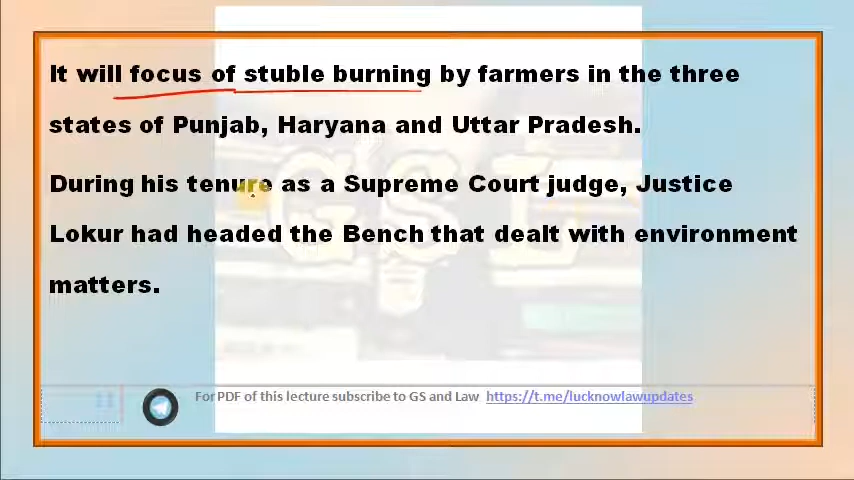 It will focus of stuble burning by farmers in the three
states of Punjab, Haryana and Uttar Pradesh.
During his tenure as a Supreme Court judge, Justice
Lokur had headed the Bench that dealt with environment
matters.
GSL
11
For PDF of this lecture subscribe to GS and Law https://t.me/lucknowlawupdates